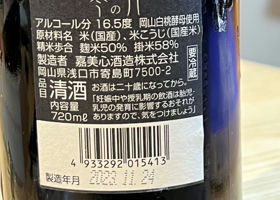 アルコール分 16.5度 岡山白桃酵母使用
原材料名 米(国産)、米こうじ(国産米)
精米歩合 麹米50% 掛米58%
製造者 嘉美心酒造株式会社
岡山県浅口市寄島町7500-2
要冷蔵
品目 清酒
内容量 720ml
お酒は二十歳になってから。
「妊娠中や授乳期の飲酒は胎児・
乳児の発育に影響するおそれが
ありますので、気をつけましょう」
4 933292 015413
製造年月 2023.11.24